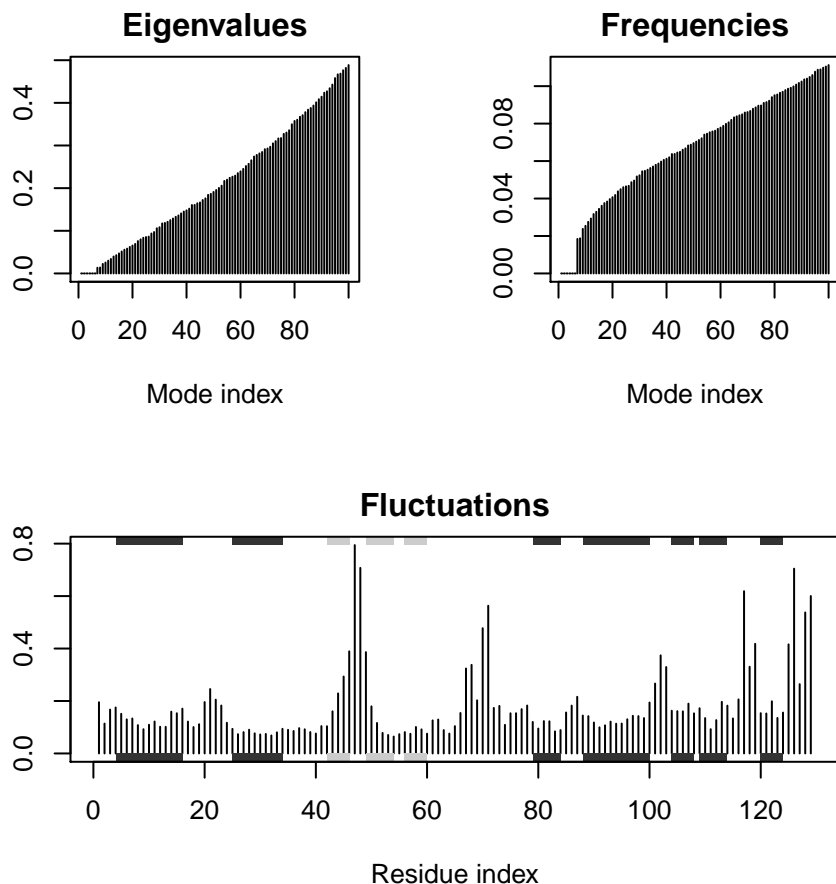 Eigenvalues
0.0 0.2 0.4
0 20 40 60 80
Mode index
Frequencies
0.00 0.04 0.08
0 20 40 60 80
Mode index
Fluctuations
0.0 0.4 0.8
0 20 40 60 80 100 120
Residue index